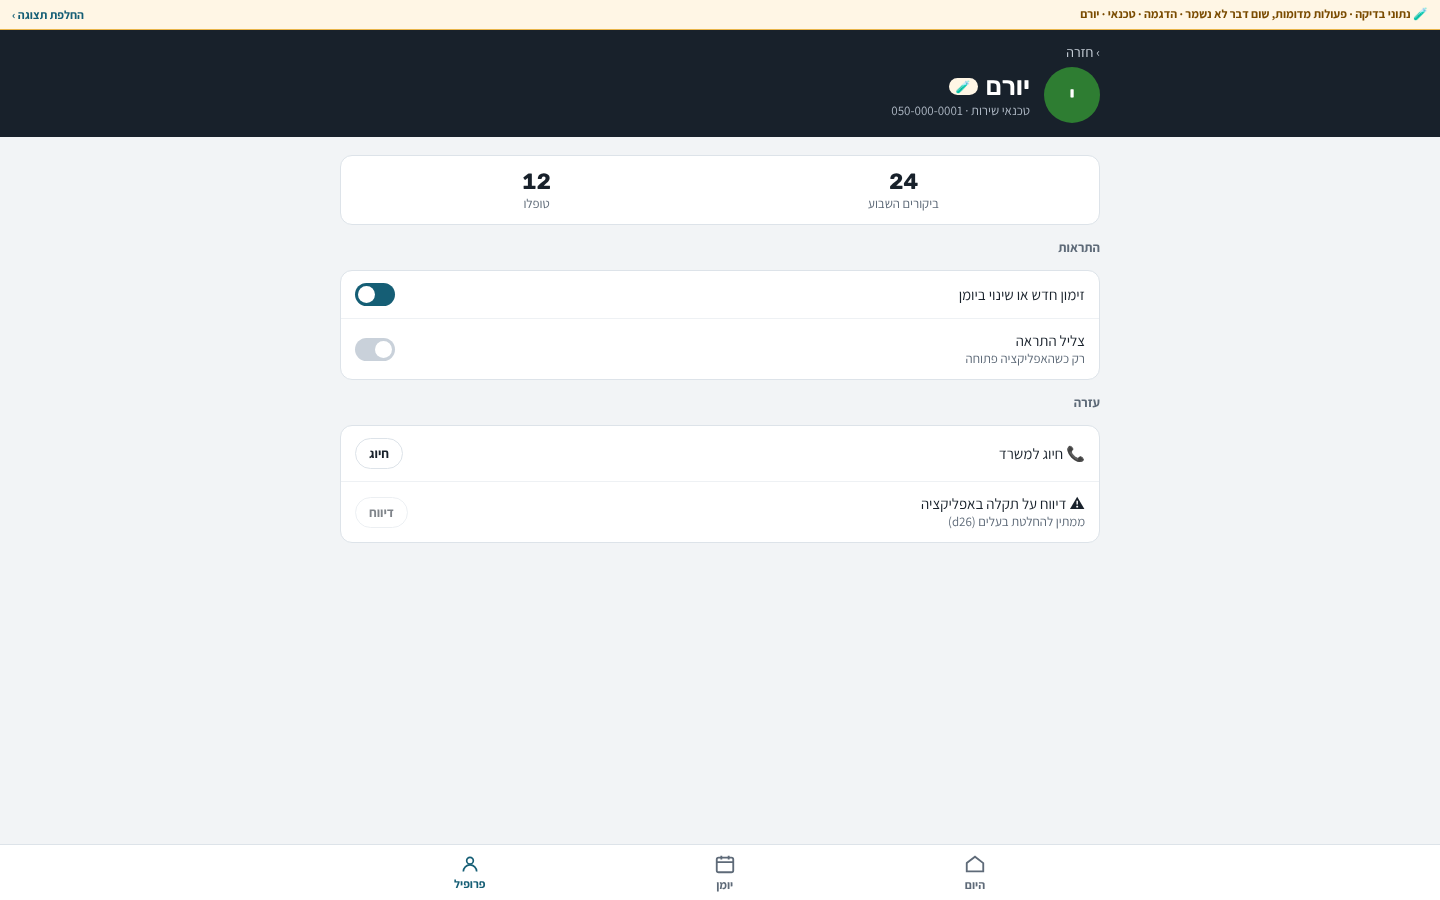 🧪 נתוני בדיקה · פעולות מדומות, שום דבר לא נשמר · הדגמה · טכנאי · יורם
החלפת תצוגה ›
› חזרה
י
יורם 🧪
טכנאי שירות · 050-000-0001
24
ביקורים השבוע
12
טופלו
התראות
זימון חדש או שינוי ביומן
צליל התראה
רק כשהאפליקציה פתוחה
עזרה
📞 חיוג למשרד
חיוג
⚠ דיווח על תקלה באפליקציה
ממתין להחלטת בעלים (d26)
דיווח
היום
יומן
פרופיל